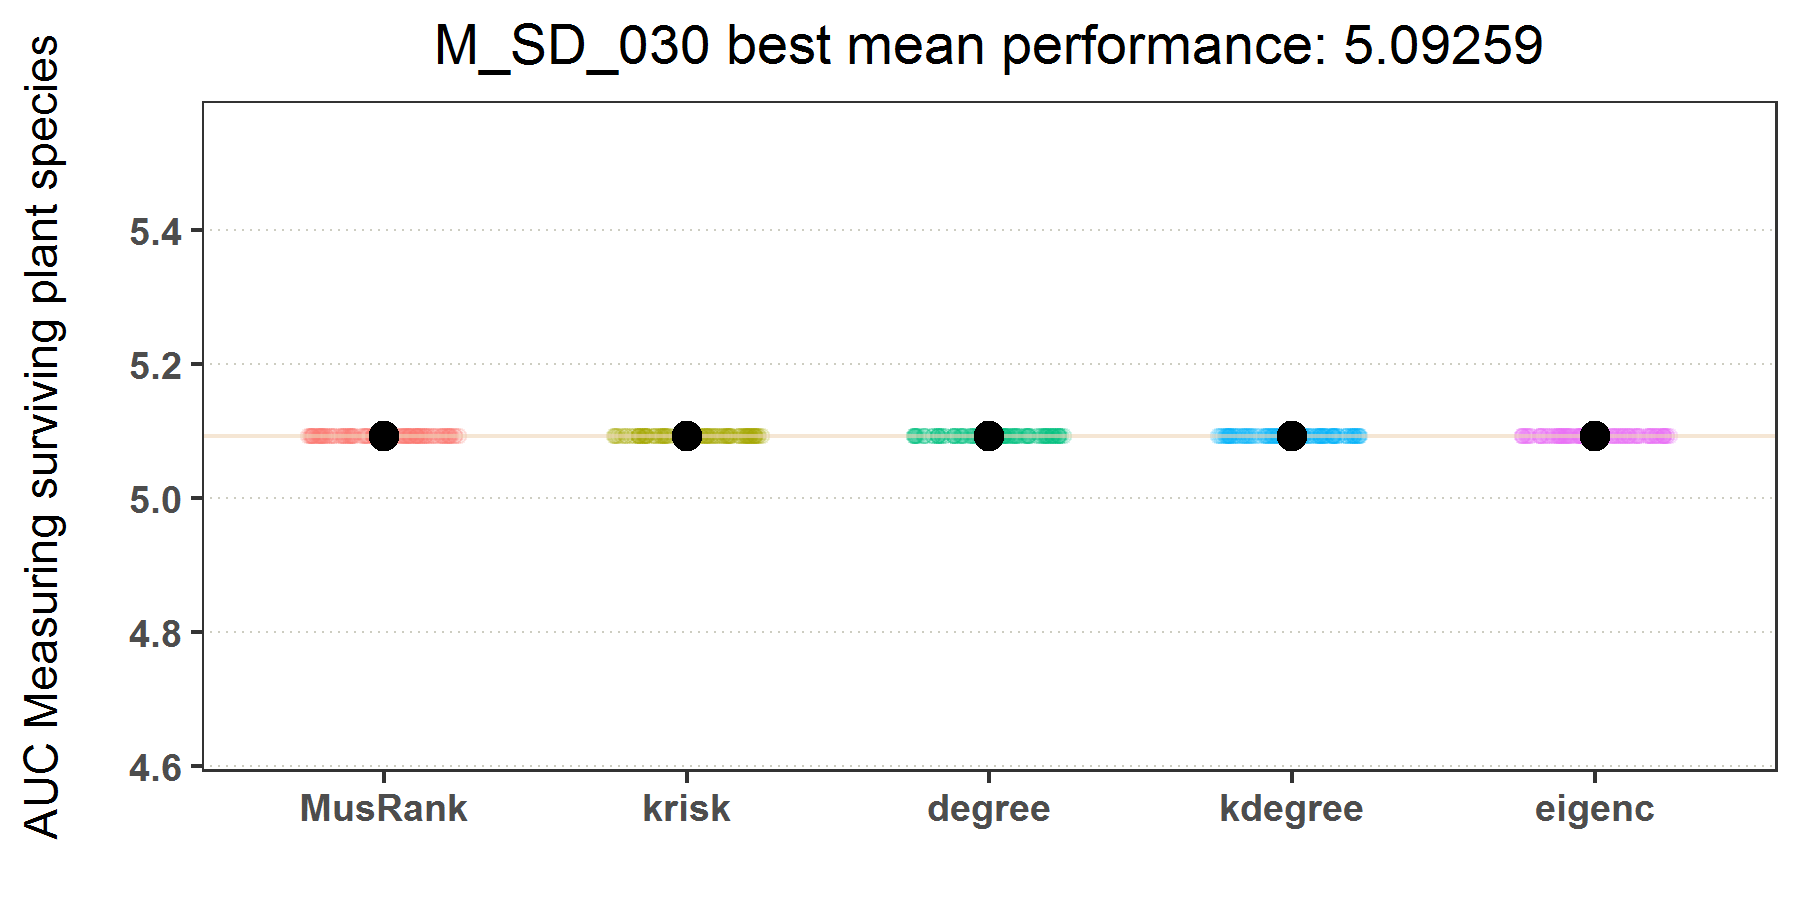 M_SD_030 best mean performance: 5.09259
AUC Measuring surviving plant species
5.4
5.2
5.0
4.8
4.6
MusRank krisk degree kdegree eigenc